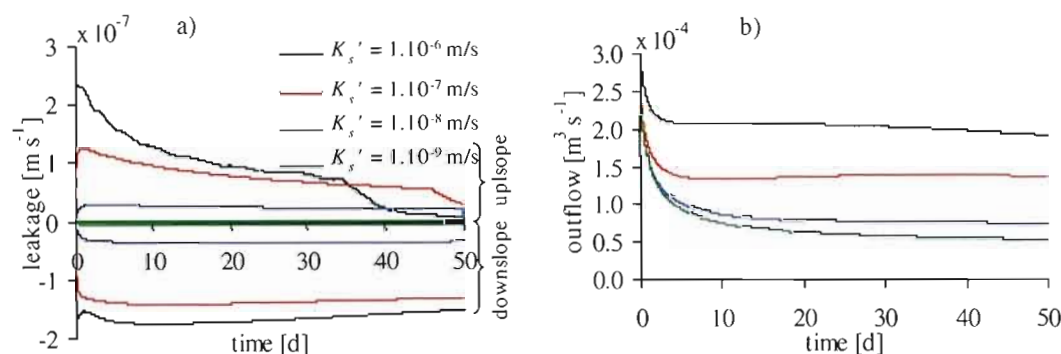 x 10⁻⁷
a)
3
2
1
0
-1
-2
leakage [m s⁻¹]
0
10
20
30
40
50
time [d]
K_s' = 1.10⁻⁶ m/s
K_s' = 1.10⁻⁷ m/s
K_s' = 1.10⁻⁸ m/s
K_s' = 1.10⁻⁹ m/s
uplsope
downslope
x 10⁻⁴
b)
3.0
2.5
2.0
1.5
1.0
0.5
0.0
outflow [m³ s⁻¹]
0
10
20
30
40
50
time [d]